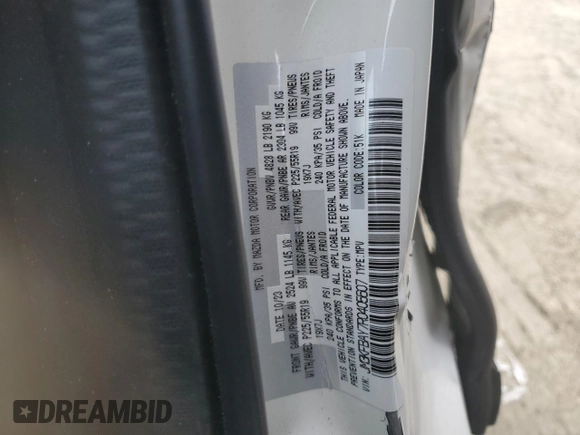 MFD. BY MAZDA MOTOR CORPORATION
DATE: 10/23 GVWR/PNBV 4828 LB 2190 KG
FRONT GAWR/PNBE AV 2524 LB 1145 KG REAR GAWR/PNBE AR 2304 LB 1045 KG
WITH/AVEC P225/55R19 99V TIRES/PNEUS WITH/AVEC P225/55R19 99V TIRES/PNEUS
19X7J RIMS/JANTES 19X7J RIMS/JANTES
240 KPA/35 PSI COLD/A FROID 240 KPA/35 PSI COLD/A FROID
THIS VEHICLE CONFORMS TO ALL APPLICABLE FEDERAL MOTOR VEHICLE SAFETY AND THEFT
PREVENTION STANDARDS IN EFFECT ON THE DATE OF MANUFACTURE SHOWN ABOVE.
VIN: TYPE:MPV COLOR CODE:51K MADE IN JAPAN
DREAMBID